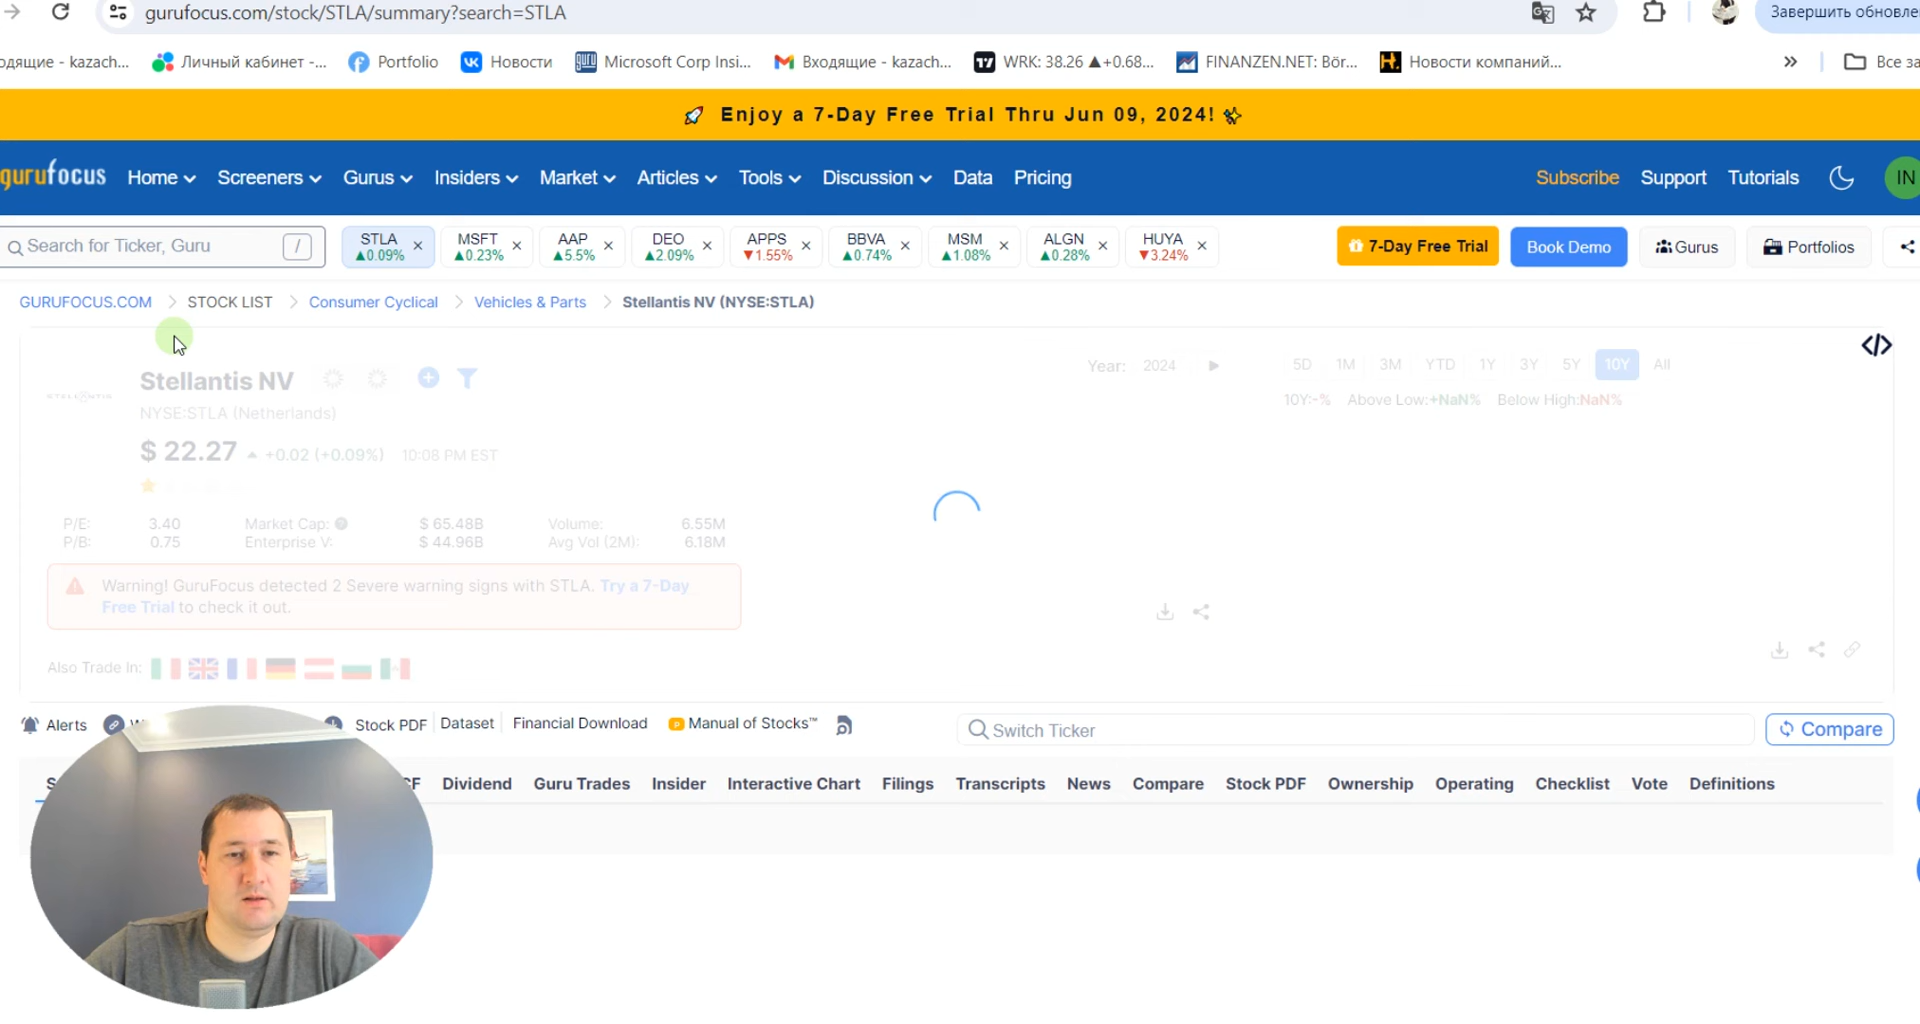 gurufocus.com/stock/STLA/summary?search=STLA
Завершить обновле
одящие - kazach...
Личный кабинет -...
Portfolio
Новости
Microsoft Corp Insi...
Входящие - kazach...
WRK: 38.26 ▲+0.68...
FINANZEN.NET: Bör...
Новости компаний...
»
Все за
Enjoy a 7-Day Free Trial Thru Jun 09, 2024!
gurufocus
Home
Screeners
Gurus
Insiders
Market
Articles
Tools
Discussion
Data
Pricing
Subscribe
Support
Tutorials
IN
Search for Ticker, Guru
/
STLA
▲0.09%
MSFT
▲0.23%
AAP
▲5.5%
DEO
▲2.09%
APPS
▼1.55%
BBVA
▲0.74%
MSM
▲1.08%
ALGN
▲0.28%
HUYA
▼3.24%
7-Day Free Trial
Book Demo
Gurus
Portfolios
GURUFOCUS.COM
STOCK LIST
Consumer Cyclical
Vehicles & Parts
Stellantis NV (NYSE:STLA)
STELLANTIS
Stellantis NV
NYSE:STLA (Netherlands)
$ 22.27
+0.02 (+0.09%)
10:08 PM EST
P/E: 3.40
Market Cap: $ 65.48B
Volume: 6.55M
P/B: 0.75
Enterprise V: $ 44.96B
Avg Vol (2M): 6.18M
Warning! GuruFocus detected 2 Severe warning signs with STLA. Try a 7-Day
Free Trial to check it out.
Also Trade In:
Year: 2024
5D 1M 3M YTD 1Y 3Y 5Y 10Y All
10Y:-% Above Low:+NaN% Below High:NaN%
Alerts
Stock PDF
Dataset
Financial Download
Manual of Stocks™
Switch Ticker
Compare
Dividend
Guru Trades
Insider
Interactive Chart
Filings
Transcripts
News
Compare
Stock PDF
Ownership
Operating
Checklist
Vote
Definitions